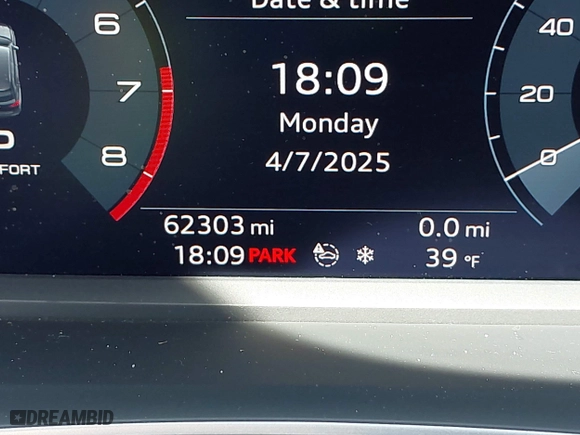 Date & time
6
7
8
FORT
18:09
Monday
4/7/2025
40
20
0
62303 mi
0.0 mi
18:09 PARK
39 °F
DREAMBID